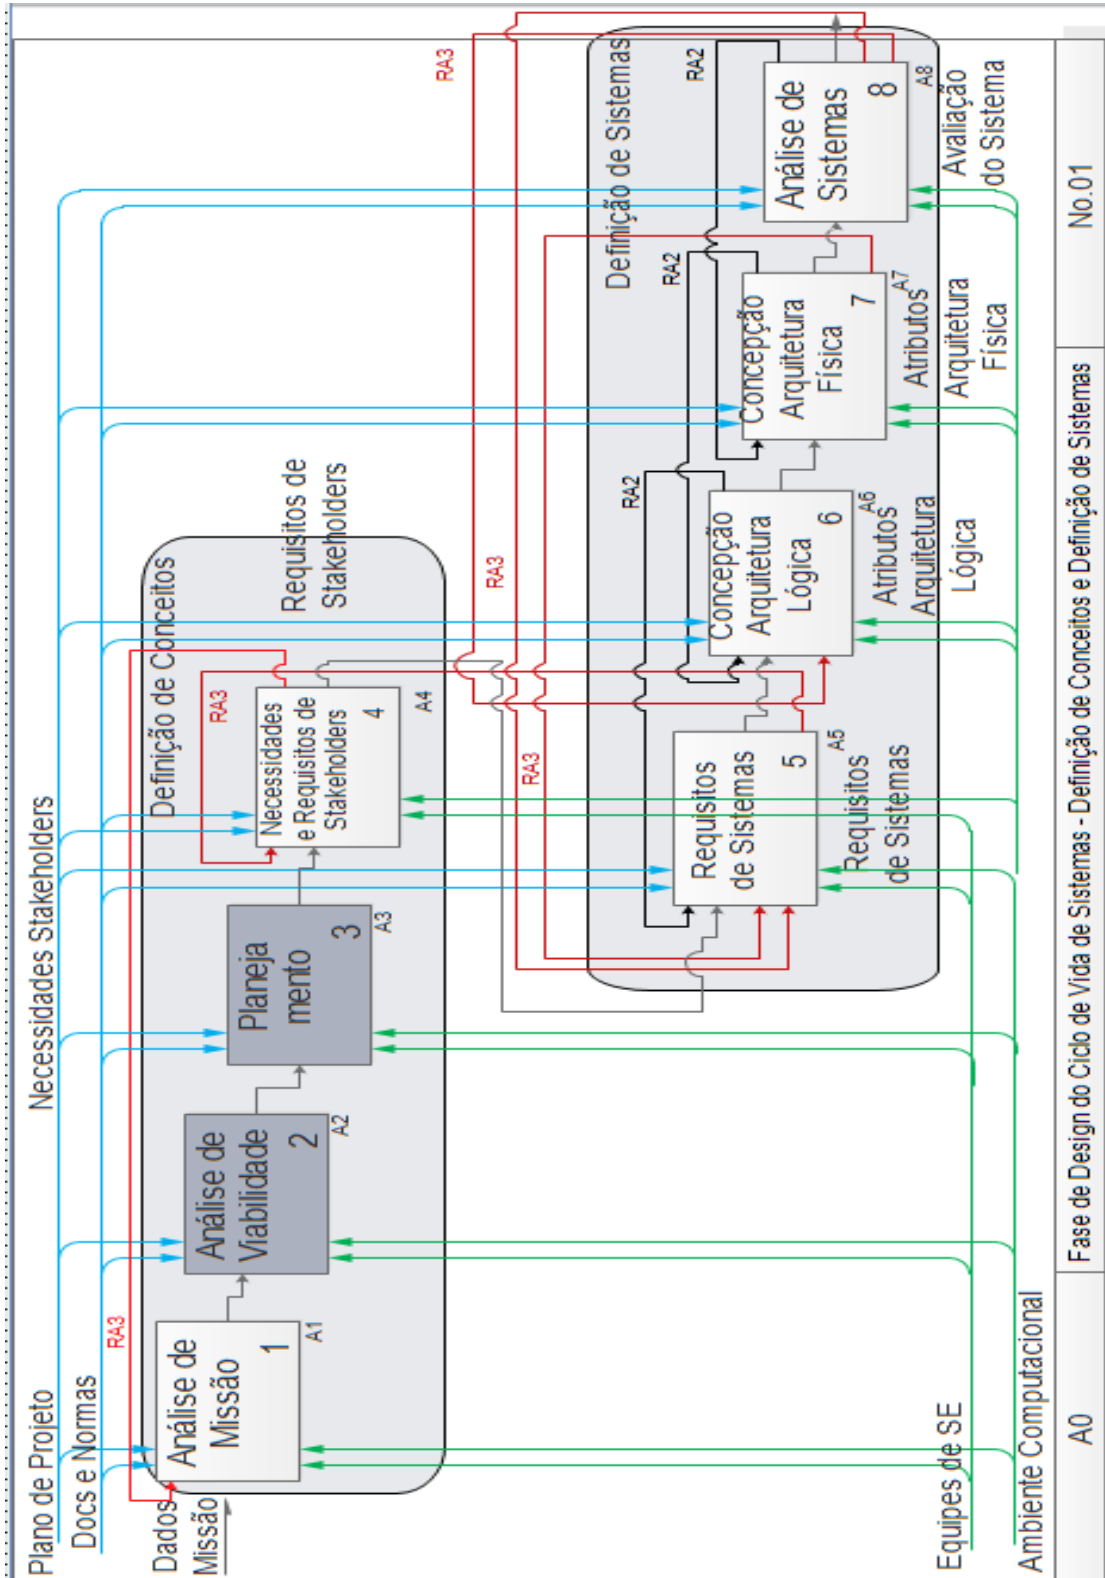 Plano de Projeto
Necessidades Stakeholders
Docs e Normas
RA3
Definição de Conceitos
Dados
Missão
Análise de
Missão
1
A1
Análise de
Viabilidade
2
A2
Planeja
mento
3
A3
RA3
Necessidades
e Requisitos de
Stakeholders
4
A4
Requisitos de
Stakeholders
RA3
RA3
RA3
Definição de Sistemas
RA2
RA2
RA2
Requisitos
de Sistemas
5
A5
Requisitos
de Sistemas
Concepção
Arquitetura
Lógica
6
A6
Atributos
Arquitetura
Lógica
Concepção
Arquitetura
Física
7
A7
Atributos
Arquitetura
Física
Análise de
Sistemas
8
A8
Avaliação
do Sistema
Equipes de SE
Ambiente Computacional
A0
Fase de Design do Ciclo de Vida de Sistemas - Definição de Conceitos e Definição de Sistemas
No.01